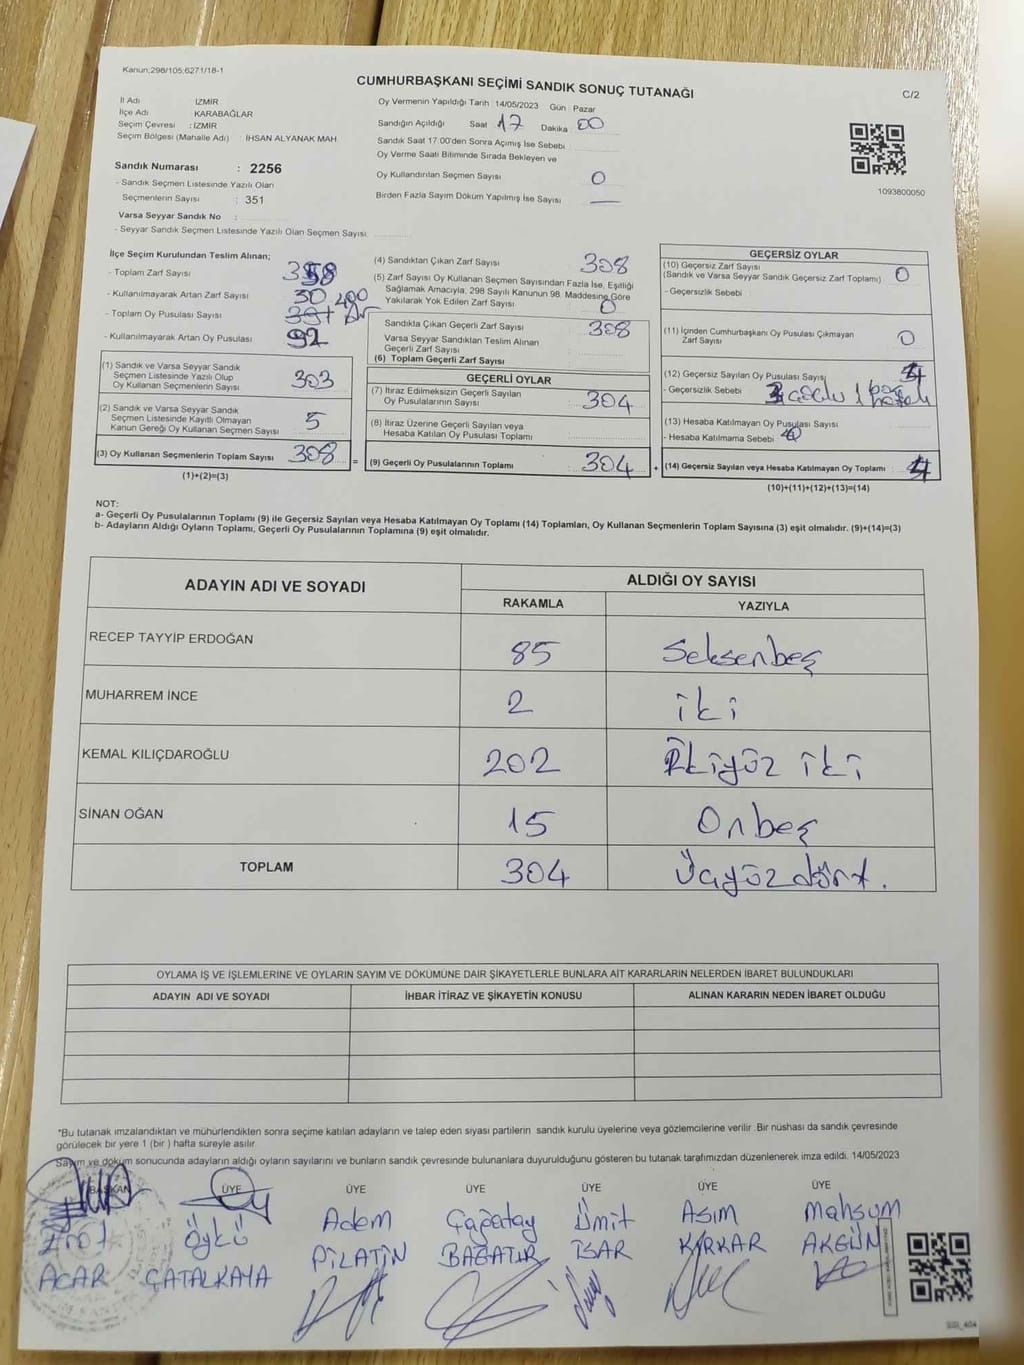 Kanun;298/105;6271/18-1
CUMHURBAŞKANI SEÇİMİ SANDIK SONUÇ TUTANAĞI
C/2
İl Adı İZMİR
İlçe Adı KARABAĞLAR
Seçim Çevresi : İZMİR
Seçim Bölgesi (Mahalle Adı) : İHSAN ALYANAK MAH.
Sandık Numarası : 2256
- Sandık Seçmen Listesinde Yazılı Olan
Seçmenlerin Sayısı : 351
Varsa Seyyar Sandık No :
- Seyyar Sandık Seçmen Listesinde Yazılı Olan Seçmen Sayısı
Oy Vermenin Yapıldığı Tarih : 14/05/2023 Gün : Pazar
Sandığın Açıldığı Saat 17 Dakika : 00
Sandık Saat 17:00'den Sonra Açımış İse Sebebi
Oy Verme Saati Bitiminde Sırada Bekleyen ve
Oy Kullandırılan Seçmen Sayısı 0
Birden Fazla Sayım Döküm Yapılmış İse Sayısı —
1093800050
İlçe Seçim Kurulundan Teslim Alınan;
- Toplam Zarf Sayısı
- Kullanılmayarak Artan Zarf Sayısı 30
- Toplam Oy Pusulası Sayısı 400
- Kullanılmayarak Artan Oy Pusulası 92
(1) Sandık ve Varsa Seyyar Sandık
Seçmen Listesinde Yazılı Olup
Oy Kullanan Seçmenlerin Sayısı 303
(2) Sandık ve Varsa Seyyar Sandık
Seçmen Listesinde Kayıtlı Olmayan
Kanun Gereği Oy Kullanan Seçmen Sayısı 5
(3) Oy Kullanan Seçmenlerin Toplam Sayısı 308
(1)+(2)=(3)
(4) Sandıktan Çıkan Zarf Sayısı 308
(5) Zarf Sayısı Oy Kullanan Seçmen Sayısından Fazla İse, Eşitliği
Sağlamak Amacıyla, 298 Sayılı Kanunun 98. Maddesine Göre
Yakılarak Yok Edilen Zarf Sayısı 0
Sandıkta Çıkan Geçerli Zarf Sayısı 308
Varsa Seyyar Sandıktan Teslim Alınan
Geçerli Zarf Sayısı
(6) Toplam Geçerli Zarf Sayısı
GEÇERLİ OYLAR
(7) İtiraz Edilmeksizin Geçerli Sayılan
Oy Pusulalarının Sayısı 304
(8) İtiraz Üzerine Geçerli Sayılan veya
Hesaba Katılan Oy Pusulası Toplamı
= (9) Geçerli Oy Pusulalarının Toplamı 304
GEÇERSİZ OYLAR
(10) Geçersiz Zarf Sayısı
(Sandık ve Varsa Seyyar Sandık Geçersiz Zarf Toplamı) 0
- Geçersizlik Sebebi
(11) İçinden Cumhurbaşkanı Oy Pusulası Çıkmayan
Zarf Sayısı 0
(12) Geçersiz Sayılan Oy Pusulası Sayısı 4
- Geçersizlik Sebebi
(13) Hesaba Katılmayan Oy Pusulası Sayısı
- Hesaba Katılmama Sebebi
+ (14) Geçersiz Sayılan veya Hesaba Katılmayan Oy Toplamı 4
(10)+(11)+(12)+(13)=(14)
NOT:
a- Geçerli Oy Pusulalarının Toplamı (9) ile Geçersiz Sayılan veya Hesaba Katılmayan Oy Toplamı (14) Toplamları, Oy Kullanan Seçmenlerin Toplam Sayısına (3) eşit olmalıdır. (9)+(14)=(3)
b- Adayların Aldığı Oyların Toplamı, Geçerli Oy Pusulalarının Toplamına (9) eşit olmalıdır.
ADAYIN ADI VE SOYADI ALDIĞI OY SAYISI
RAKAMLA YAZIYLA
RECEP TAYYİP ERDOĞAN 85 Seksenbeş
MUHARREM İNCE 2 iki
KEMAL KILIÇDAROĞLU 202 İkiyüz iki
SİNAN OĞAN 15 Onbeş
TOPLAM 304 Üçyüzdört.
OYLAMA İŞ VE İŞLEMLERİNE VE OYLARIN SAYIM VE DÖKÜMÜNE DAİR ŞİKAYETLERLE BUNLARA AİT KARARLARIN NELERDEN İBARET BULUNDUKLARI
ADAYIN ADI VE SOYADI İHBAR İTİRAZ VE ŞİKAYETİN KONUSU ALINAN KARARIN NEDEN İBARET OLDUĞU
*Bu tutanak imzalandıktan ve mühürlendikten sonra seçime katılan adayların ve talep eden siyasi partilerin sandık kurulu üyelerine veya gözlemcilerine verilir. Bir nüshası da sandık çevresinde
görülecek bir yere 1 (bir) hafta süreyle asılır.
Sayım ve döküm sonucunda adayların aldığı oyların sayılarını ve bunların sandık çevresinde bulunanlara duyurulduğunu gösteren bu tutanak tarafımızdan düzenlenerek imza edildi. 14/05/2023
BAŞKAN ÜYE ÜYE ÜYE ÜYE ÜYE ÜYE
Öykü Adem Çağatay Ümit Asım Mahsum
ACAR ÇATALKAYA PİLATİN BAĞATUR İSAR KIRKAR AKGÜN